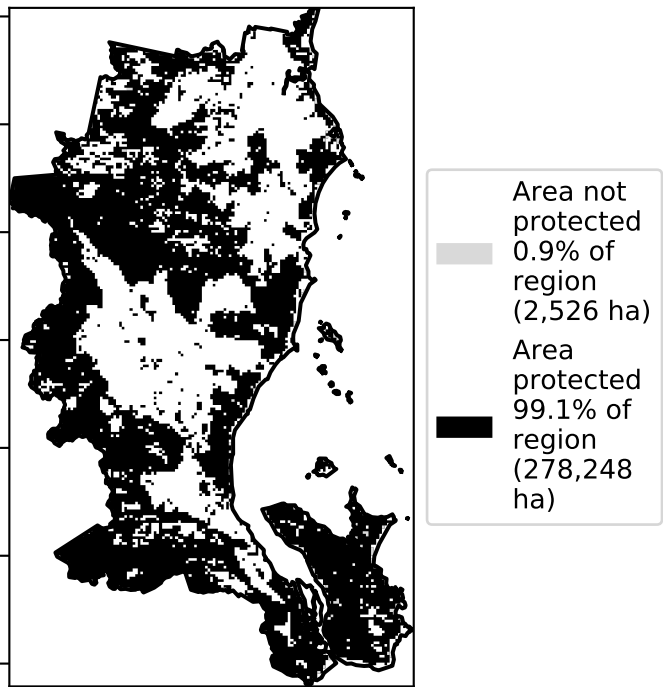 Area not
protected
0.9% of
region
(2,526 ha)
Area
protected
99.1% of
region
(278,248
ha)